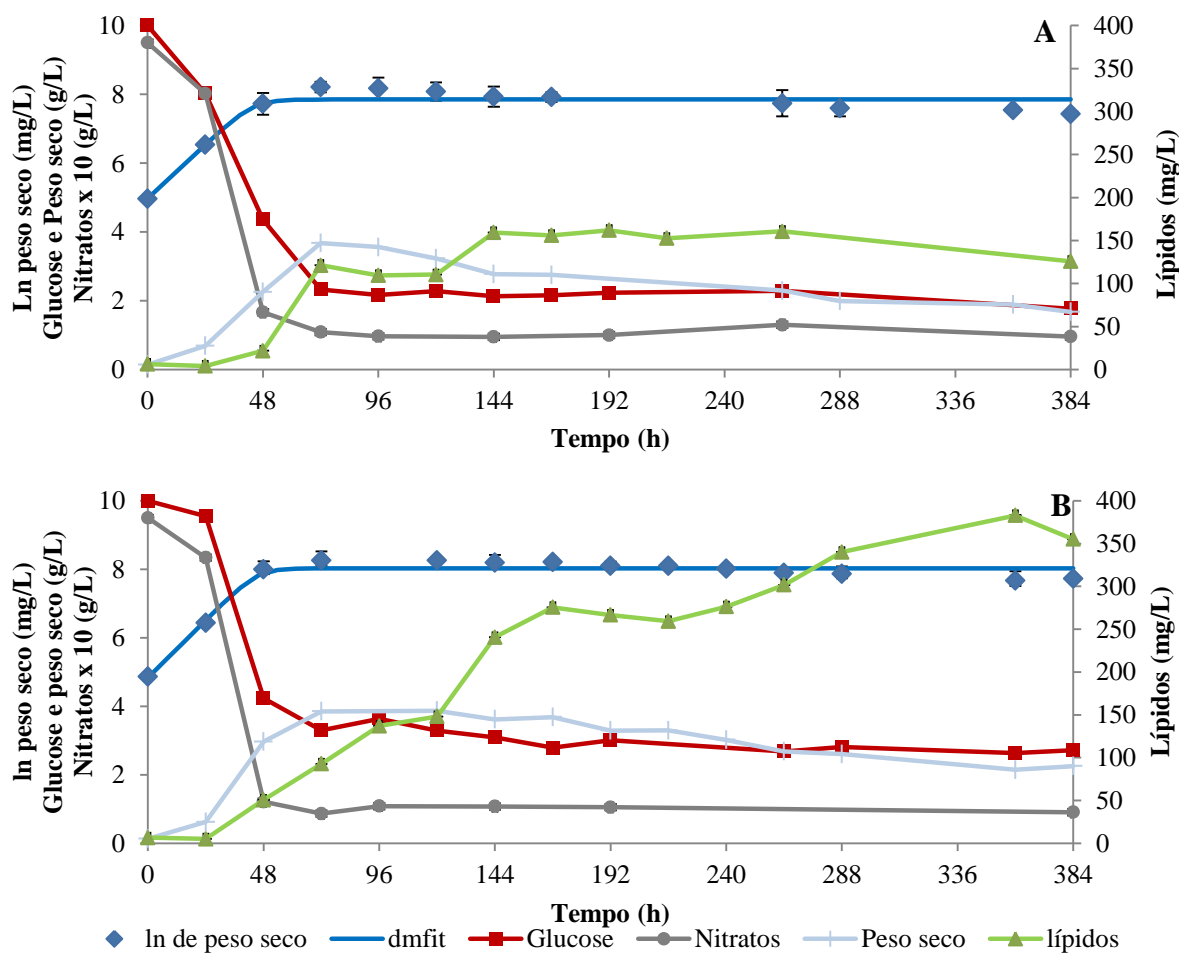 A
Ln peso seco (mg/L)
Glucose e Peso seco (g/L)
Nitratos x 10 (g/L)
10
8
6
4
2
0
400
350
300
250
200
150
100
50
0
Lípidos (mg/L)
0 48 96 144 192 240 288 336 384
Tempo (h)
B
ln peso seco (mg/L)
Glucose e peso seco (g/L)
Nitratos x 10 (g/L)
10
8
6
4
2
0
400
350
300
250
200
150
100
50
0
Lípidos (mg/L)
0 48 96 144 192 240 288 336 384
Tempo (h)
ln de peso seco dmfit Glucose Nitratos Peso seco lípidos